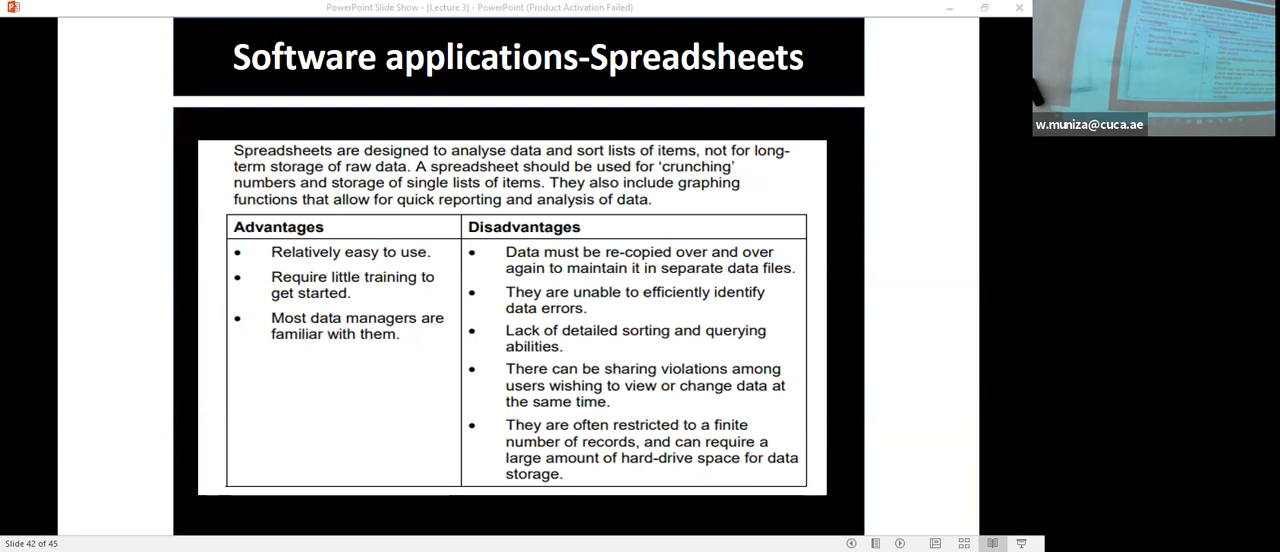 PowerPoint Slide Show - [Lecture 3] - PowerPoint (Product Activation Failed)
w.muniza@cuca.ae
Software applications-Spreadsheets
Spreadsheets are designed to analyse data and sort lists of items, not for long-
term storage of raw data. A spreadsheet should be used for ‘crunching’
numbers and storage of single lists of items. They also include graphing
functions that allow for quick reporting and analysis of data.
Advantages
• Relatively easy to use.
• Require little training to
get started.
• Most data managers are
familiar with them.
Disadvantages
• Data must be re-copied over and over
again to maintain it in separate data files.
• They are unable to efficiently identify
data errors.
• Lack of detailed sorting and querying
abilities.
• There can be sharing violations among
users wishing to view or change data at
the same time.
• They are often restricted to a finite
number of records, and can require a
large amount of hard-drive space for data
storage.
Slide 42 of 45